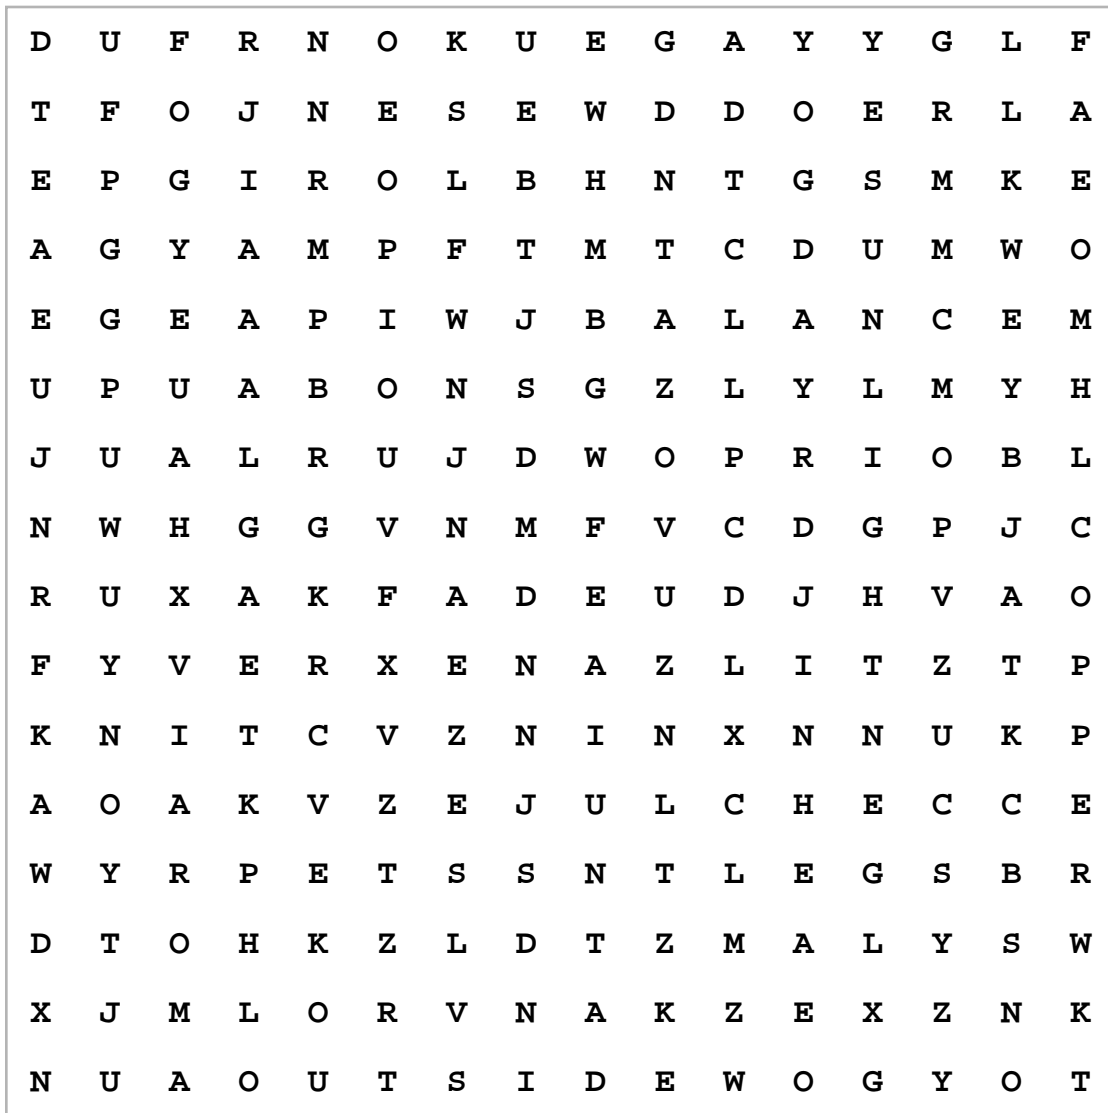 D U F R N O K U E G A Y Y G L F
T F O J N E S E W D D O E R L A
E P G I R O L B H N T G S M K E
A G Y A M P F T M T C D U M W O
E G E A P I W J B A L A N C E M
U P U A B O N S G Z L Y L M Y H
J U A L R U J D W O P R I O B L
N W H G G V N M F V C D G P J C
R U X A K F A D E U D J H V A O
F Y V E R X E N A Z L I T Z T P
K N I T C V Z N I N X N N U K P
A O A K V Z E J U L C H E C C E
W Y R P E T S S N T L E G S B R
D T O H K Z L D T Z M A L Y S W
X J M L O R V N A K Z E X Z N K
N U A O U T S I D E W O G Y O T